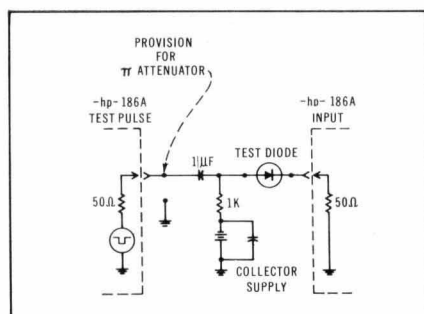 PROVISION
FOR
π ATTENUATOR
-hp-186A
TEST PULSE
-hp-186A
INPUT
1µF
TEST DIODE
50Ω
1K
50Ω
COLLECTOR
SUPPLY